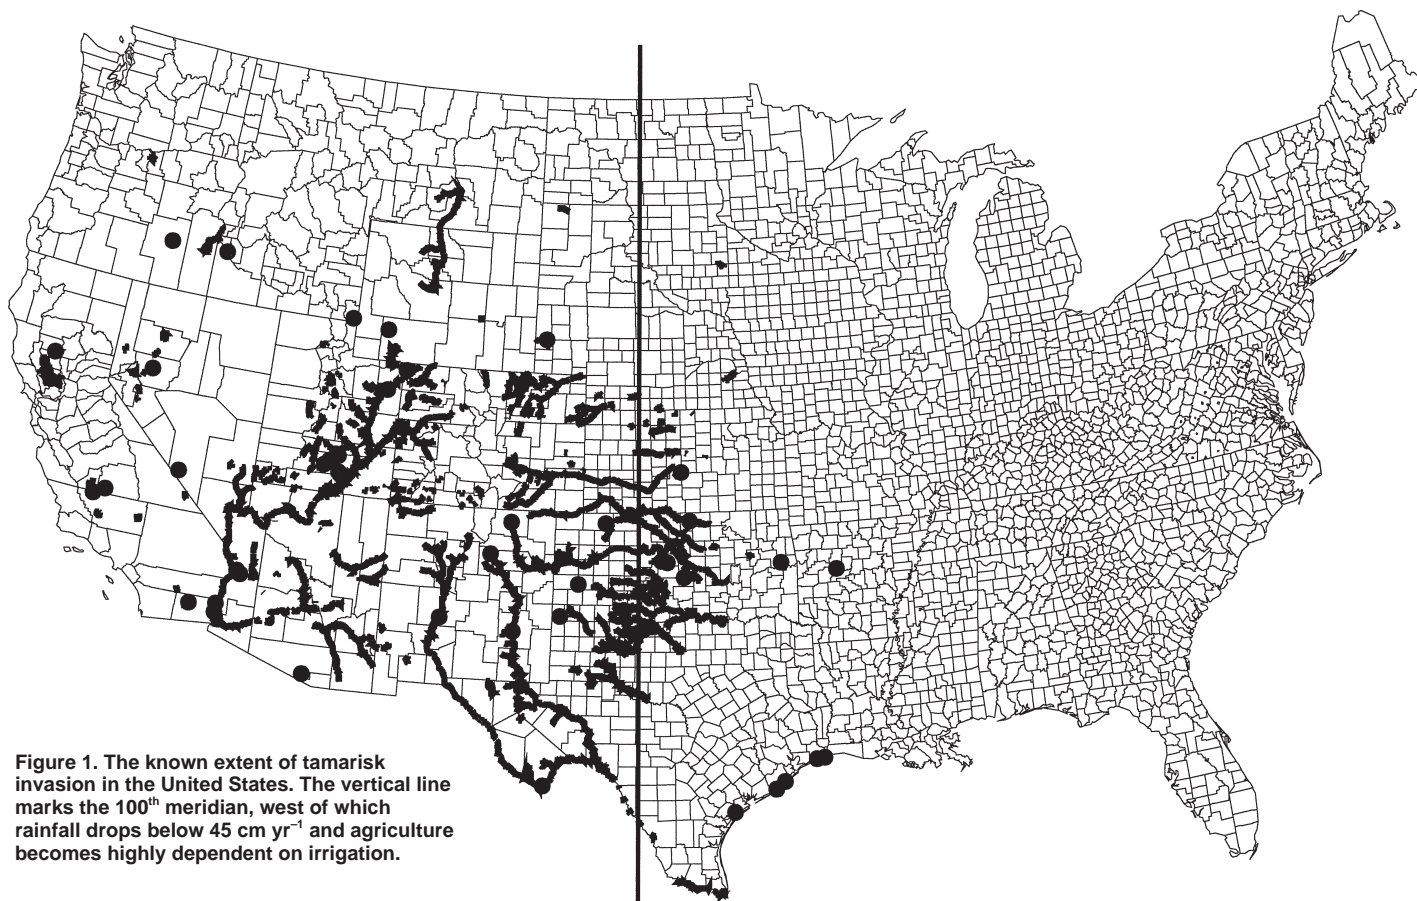 Figure 1. The known extent of tamarisk
invasion in the United States. The vertical line
marks the 100th meridian, west of which
rainfall drops below 45 cm yr–1 and agriculture
becomes highly dependent on irrigation.